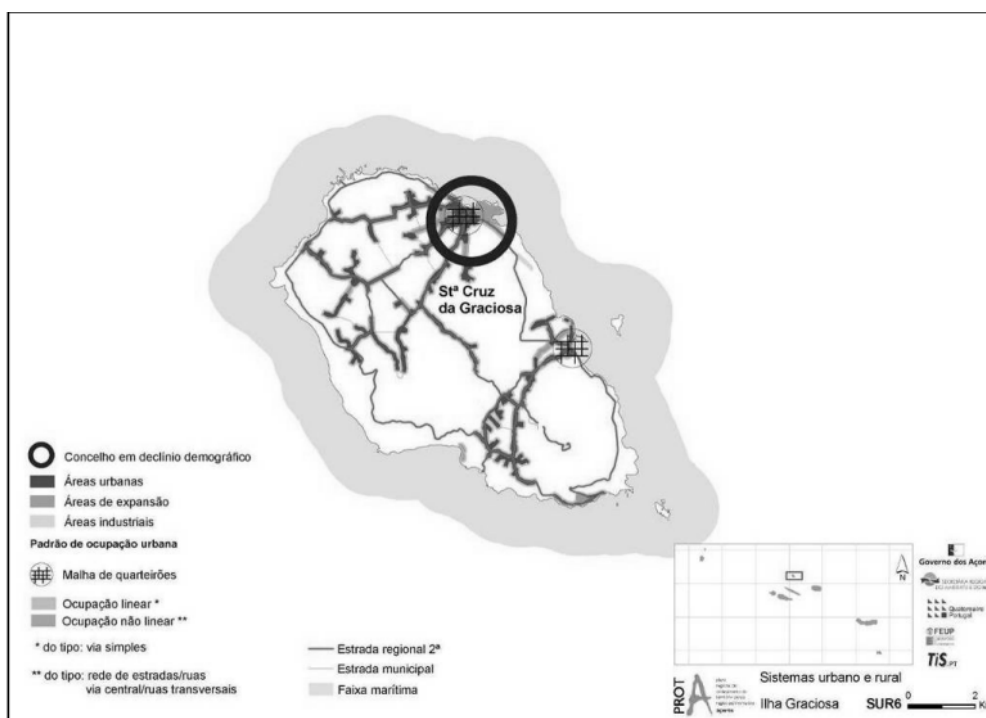 Stª Cruz
da Graciosa
Concelho em declínio demográfico
Áreas urbanas
Áreas de expansão
Áreas industriais
Padrão de ocupação urbana
Malha de quarteirões
Ocupação linear *
Ocupação não linear **
* do tipo: via simples
** do tipo: rede de estradas/ruas
via central/ruas transversais
Estrada regional 2ª
Estrada municipal
Faixa marítima
N
Governo dos Açor
Quaternaire
Portugal
FEUP
TiS.PT
PROT
A
açores
Sistemas urbano e rural
Ilha Graciosa
SUR6
0 2
K